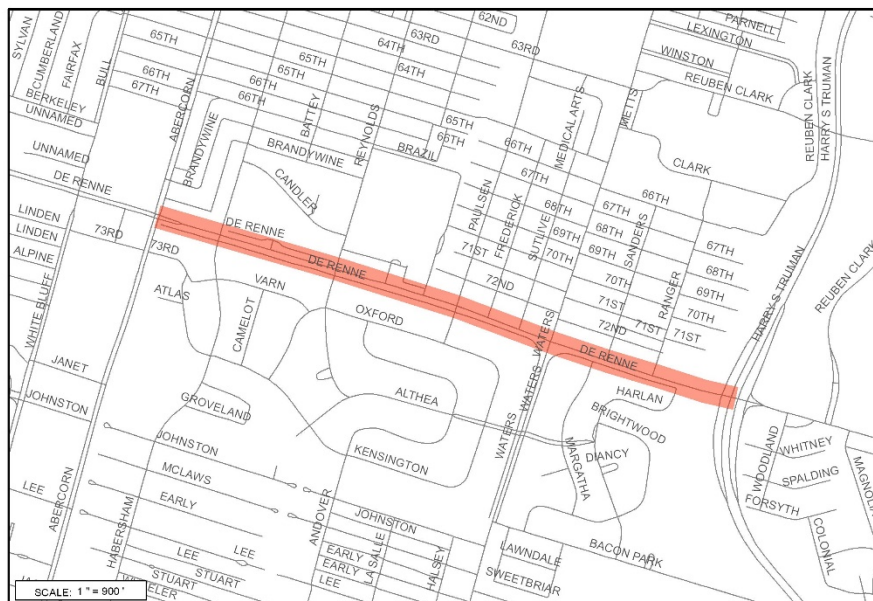 62ND
PARNELL
LEXINGTON
SYLVAN
CUMBERLAND
FAIRFAX
65TH
64TH
63RD
63RD
WINSTON
REUBEN CLARK
BULL
66TH
67TH
BERKELEY
UNNAMED
ABERCORN
66TH
66TH
65TH
65TH
64TH
BATTEY
REYNOLDS
65TH
66TH
MEDICAL ARTS
METTS
REUBEN CLARK
HARRY S TRUMAN
UNNAMED
BRANDYWINE
BRANDYWINE
BRAZIL
66TH
67TH
CLARK
66TH
DE RENNE
CANDLER
PAULSEN
FREDERICK
SUTLIVE
68TH
69TH
70TH
67TH
68TH
69TH
SANDERS
LINDEN
LINDEN
ALPINE
73RD
73RD
DE RENNE
DE RENNE
71ST
72ND
70TH
71ST
72ND
RANGER
67TH
68TH
69TH
70TH
71ST
71ST
HARRY S TRUMAN
REUBEN CLARK
WHITE BLUFF
ATLAS
VARN
CAMELOT
OXFORD
WATERS
WATERS
WATERS
DE RENNE
JANET
JOHNSTON
GROVELAND
ALTHEA
HARLAN
BRIGHTWOOD
DIANCY
MARGATHA
WOODLAND
WHITNEY
SPALDING
FORSYTH
MAGNOLIA
COLONIAL
JOHNSTON
MCLAWS
EARLY
KENSINGTON
LEE
ABERCORN
HABERSHAM
LEE
LEE
STUART
STUART
ANDOVER
JOHNSTON
EARLY
EARLY
LEE
LA SALLE
HALSEY
LAWNDALE
SWEETBRIAR
BACON PARK
SCALE: 1 " = 900 '